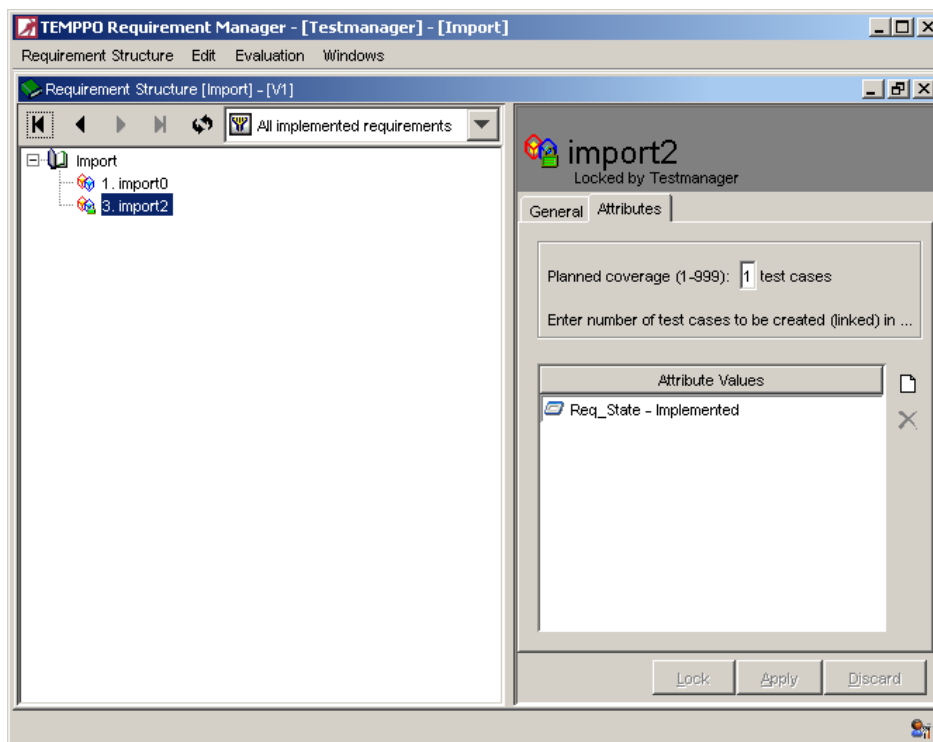 TEMPPO Requirement Manager - [Testmanager] - [Import]
Requirement Structure Edit Evaluation Windows
Requirement Structure [Import] - [V1]
All implemented requirements
Import
1. import0
3. import2
import2
Locked by Testmanager
General Attributes
Planned coverage (1-999): 1 test cases
Enter number of test cases to be created (linked) in ...
Attribute Values
Req_State - Implemented
Lock Apply Discard